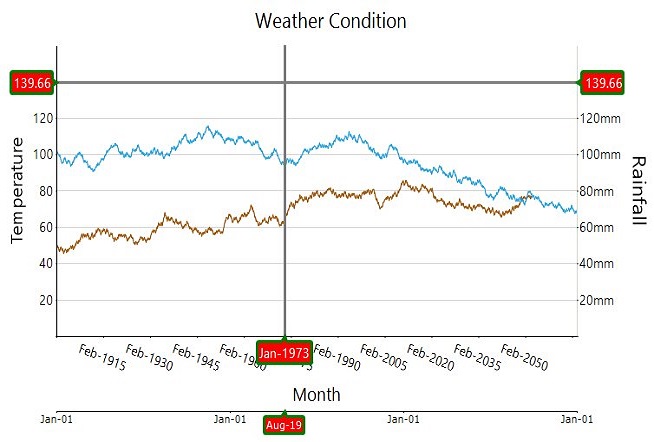 Weather Condition
139.66
139.66
120
120mm
100
100mm
80
80mm
60
60mm
40
40mm
20
20mm
Temperature
Rainfall
Feb-1915
Feb-1930
Feb-1945
Feb-1960
Jan-1973
Feb-1990
Feb-2005
Feb-2020
Feb-2035
Feb-2050
Month
Jan-01
Jan-01
Aug-19
Jan-01
Jan-01